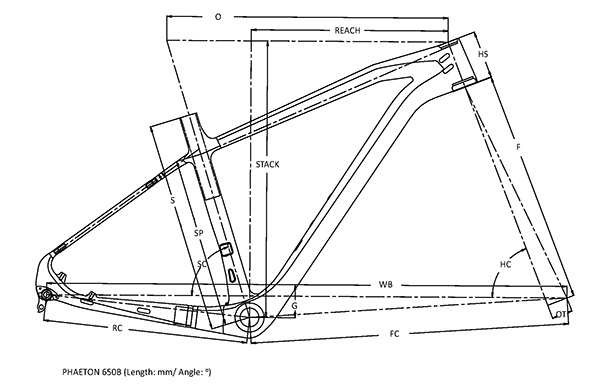 O
REACH
HS
STACK
F
S
SP
SC
HC
WB
G
OT
RC
FC
PHAETON 650B (Length: mm/ Angle: º)